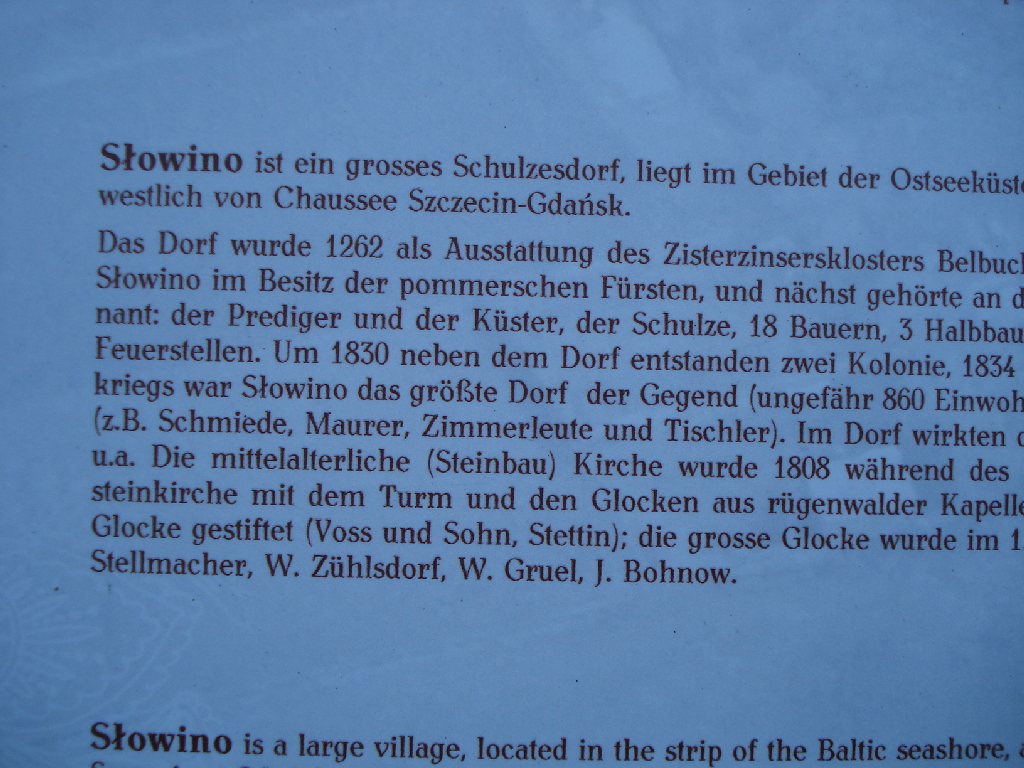 Słowino ist ein grosses Schulzesdorf, liegt im Gebiet der Ostseeküste
westlich von Chaussee Szczecin-Gdańsk.
Das Dorf wurde 1262 als Ausstattung des Zisterzinsersklosters Belbuck
Słowino im Besitz der pommerschen Fürsten, und nächst gehörte an d
nant: der Prediger und der Küster, der Schulze, 18 Bauern, 3 Halbbau
Feuerstellen. Um 1830 neben dem Dorf entstanden zwei Kolonie, 1834
kriegs war Słowino das größte Dorf der Gegend (ungefähr 860 Einwoh
(z.B. Schmiede, Maurer, Zimmerleute und Tischler). Im Dorf wirkten
u.a. Die mittelalterliche (Steinbau) Kirche wurde 1808 während des
steinkirche mit dem Turm und den Glocken aus rügenwalder Kapelle
Glocke gestiftet (Voss und Sohn, Stettin); die grosse Glocke wurde im 1
Stellmacher, W. Zühlsdorf, W. Gruel, J. Bohnow.
Słowino is a large village, located in the strip of the Baltic seashore,